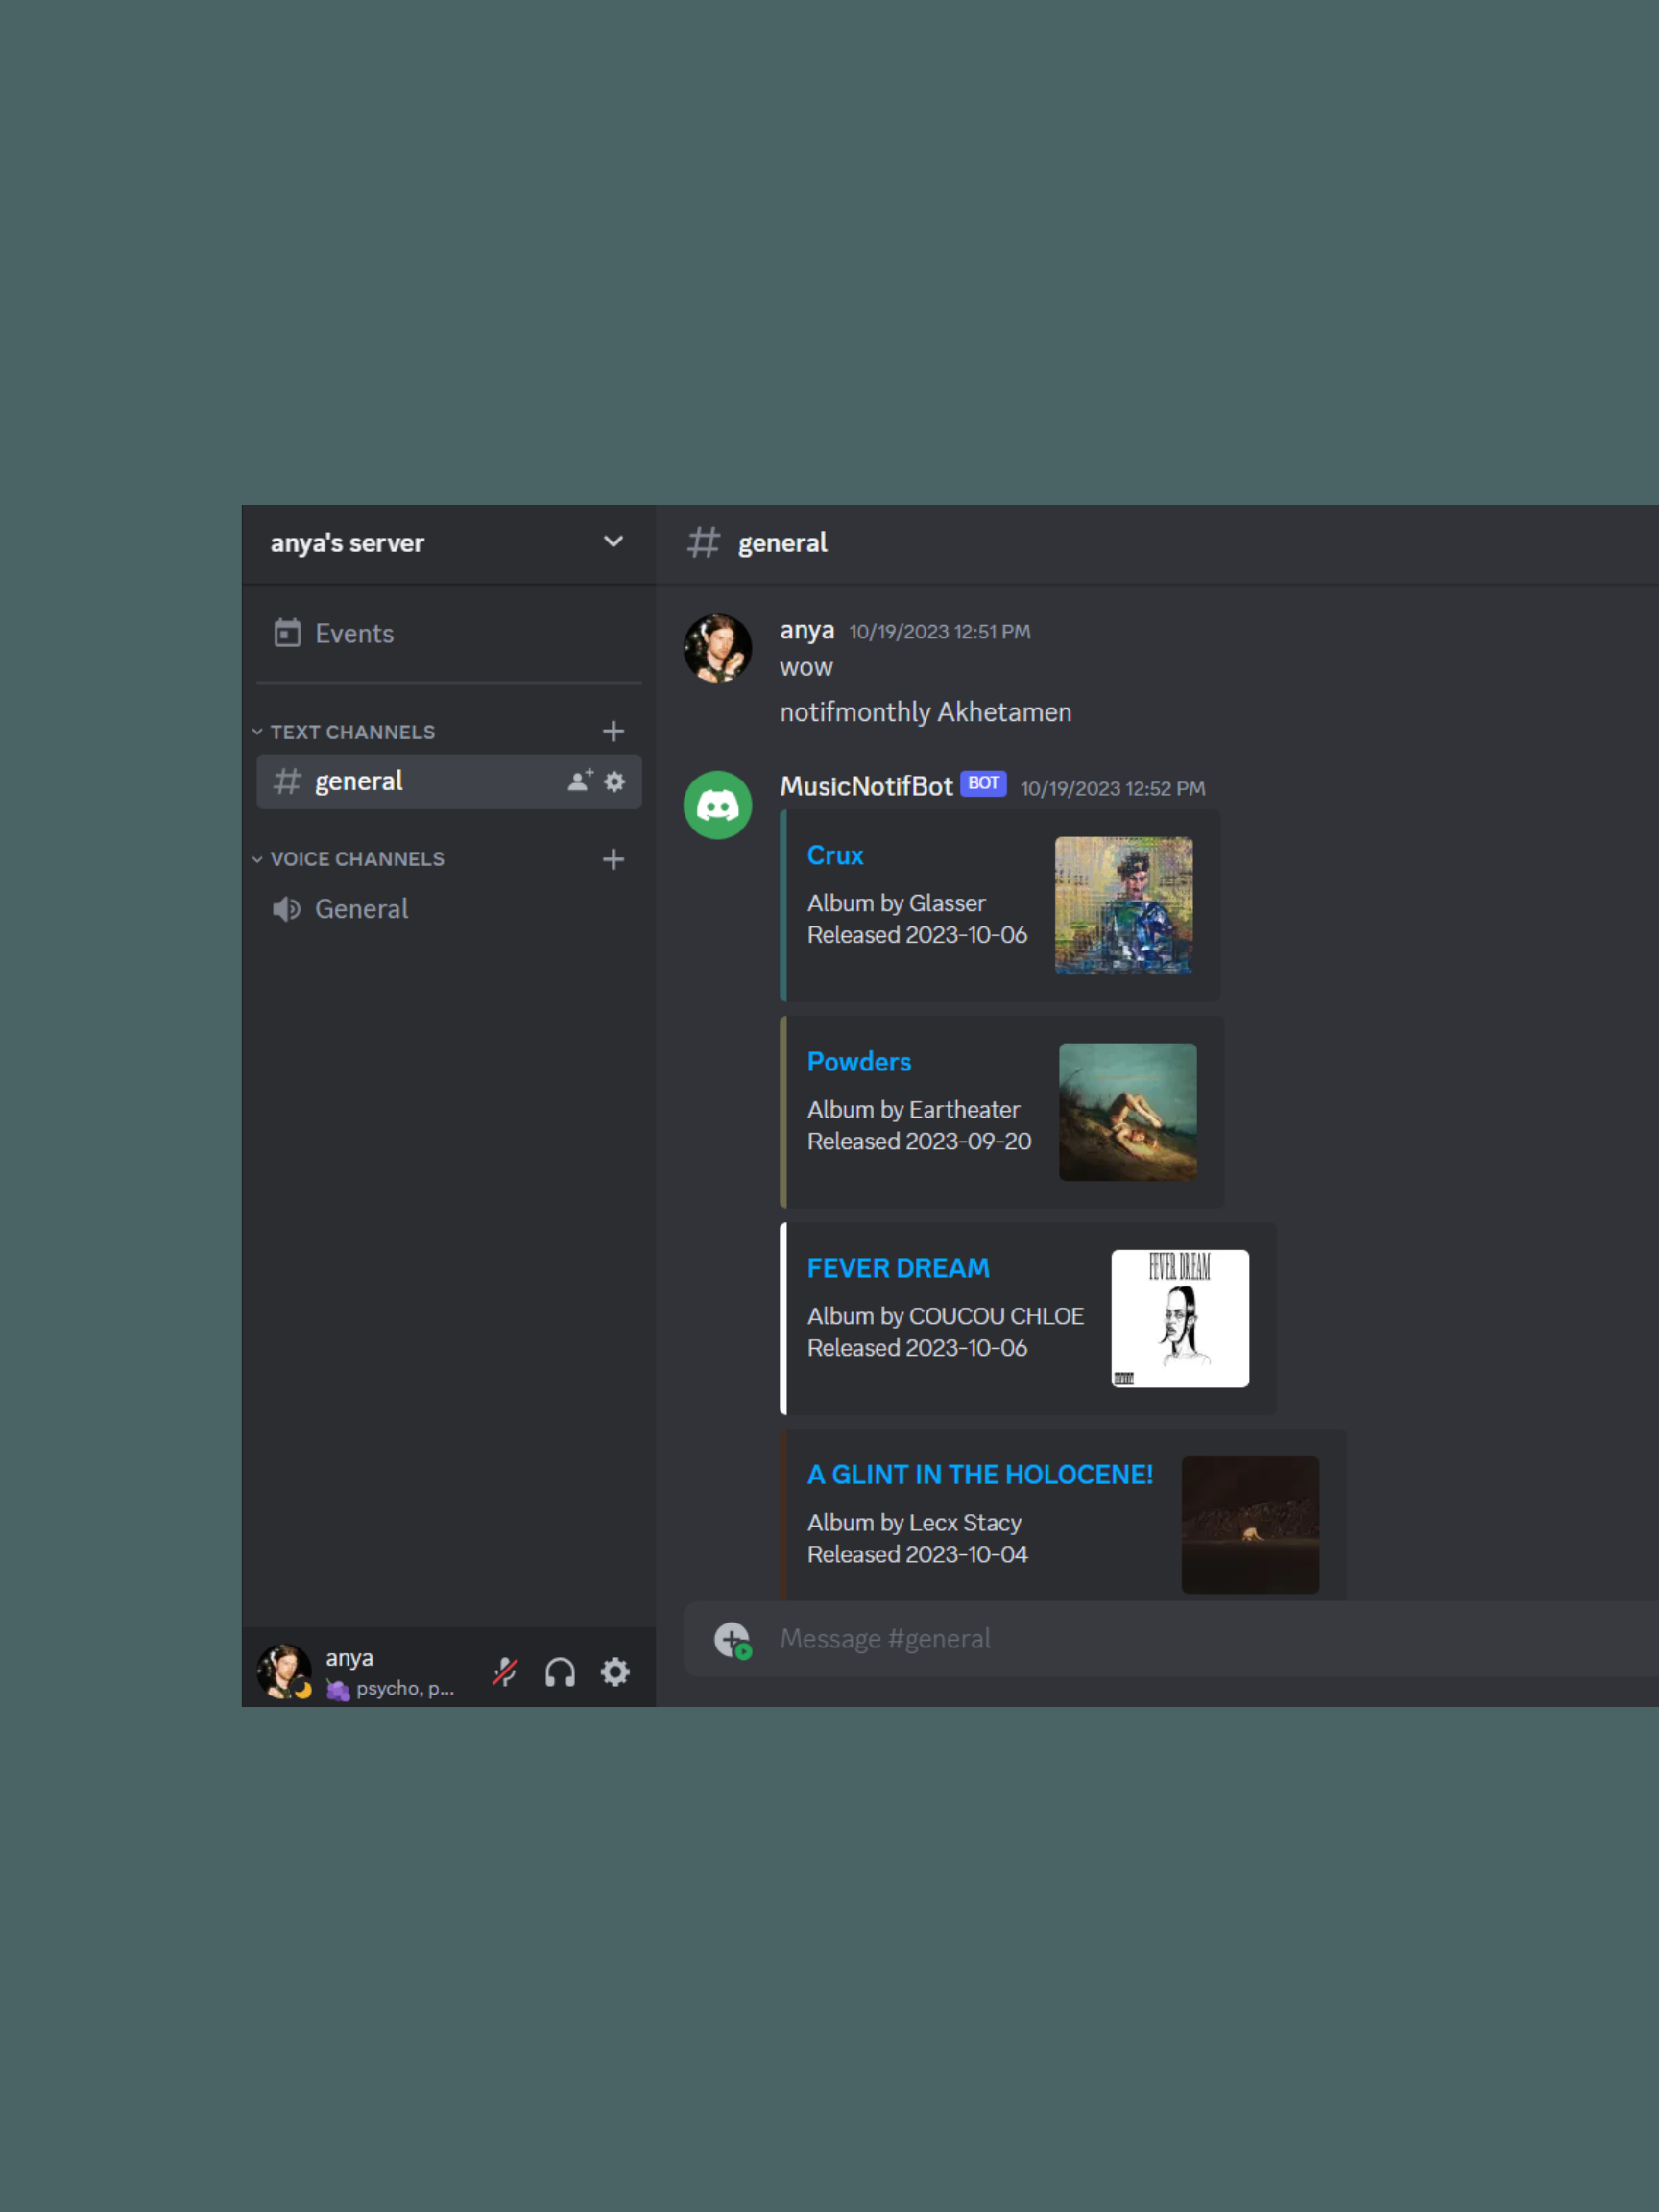 anya's server
Events
TEXT CHANNELS
general
VOICE CHANNELS
General
anya
psycho, p...
general
anya 10/19/2023 12:51 PM
wow
notifmonthly Akhetamen
MusicNotifBot BOT 10/19/2023 12:52 PM
Crux
Album by Glasser
Released 2023-10-06
Powders
Album by Eartheater
Released 2023-09-20
FEVER DREAM
Album by COUCOU CHLOE
Released 2023-10-06
FEVER DREAM
A GLINT IN THE HOLOCENE!
Album by Lecx Stacy
Released 2023-10-04
Message #general